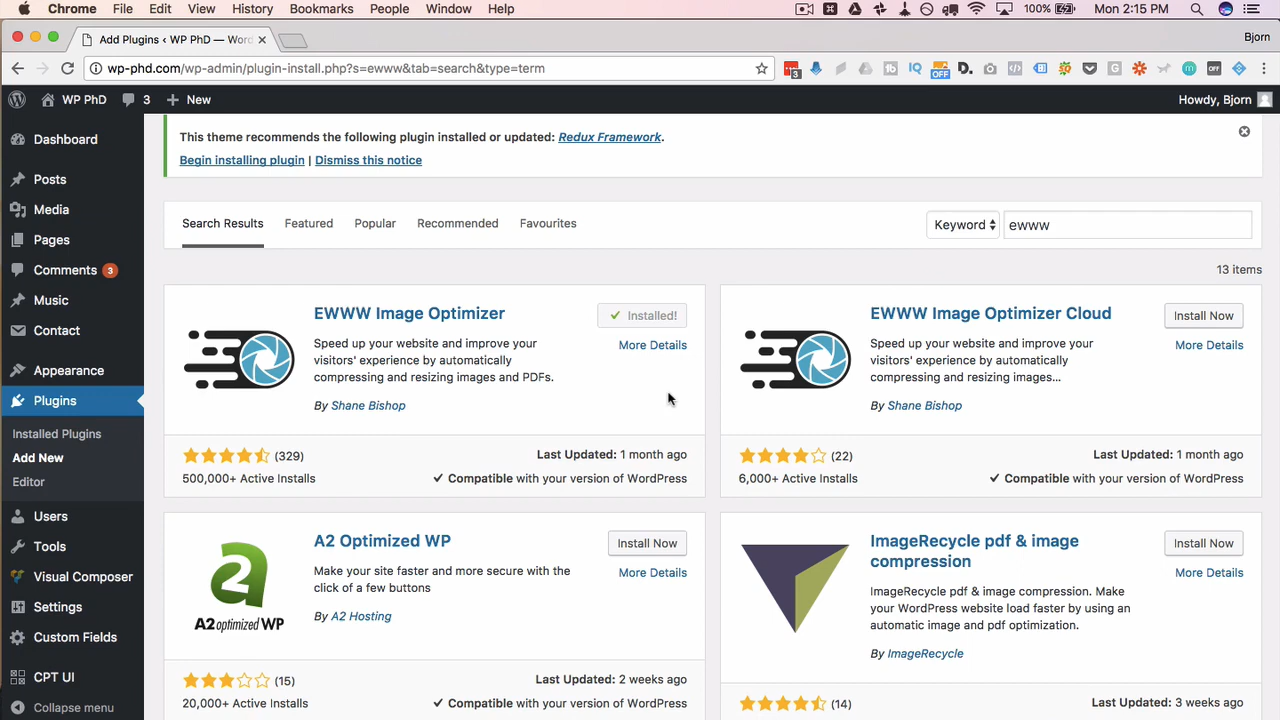 Chrome File Edit View History Bookmarks People Window Help 100% Mon 2:15 PM
Add Plugins ‹ WP PhD — Word Bjorn
wp-phd.com/wp-admin/plugin-install.php?s=ewww&tab=search&type=term
WP PhD 3 New Howdy, Bjorn
Dashboard
Posts
Media
Pages
Comments 3
Music
Contact
Appearance
Plugins
Installed Plugins
Add New
Editor
Users
Tools
Visual Composer
Settings
Custom Fields
CPT UI
Collapse menu
This theme recommends the following plugin installed or updated: Redux Framework.
Begin installing plugin | Dismiss this notice
Search Results Featured Popular Recommended Favourites Keyword ewww
13 items
EWWW Image Optimizer
Installed!
More Details
Speed up your website and improve your
visitors' experience by automatically
compressing and resizing images and PDFs.
By Shane Bishop
(329)
Last Updated: 1 month ago
500,000+ Active Installs
Compatible with your version of WordPress
EWWW Image Optimizer Cloud
Install Now
More Details
Speed up your website and improve your
visitors' experience by automatically
compressing and resizing images...
By Shane Bishop
(22)
Last Updated: 1 month ago
6,000+ Active Installs
Compatible with your version of WordPress
A2 Optimized WP
Install Now
More Details
Make your site faster and more secure with the
click of a few buttons
By A2 Hosting
A2 optimized WP
(15)
Last Updated: 2 weeks ago
20,000+ Active Installs
Compatible with your version of WordPress
ImageRecycle pdf & image
compression
Install Now
More Details
ImageRecycle pdf & image compression. Make
your WordPress website load faster by using an
automatic image and pdf optimization.
By ImageRecycle
(14)
Last Updated: 3 weeks ago